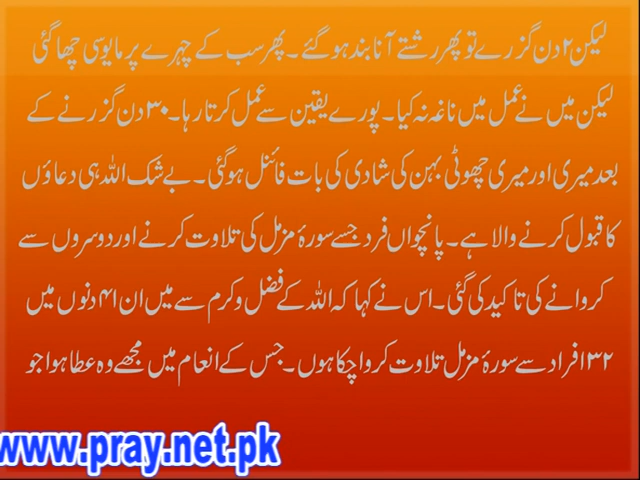 لیکن ۲ دن گزرے تو پھر رشتے آنا بند ہوگئے۔ پھر سب کے چہرے پر مایوسی چھا گئی
لیکن میں نے عمل میں ناغہ نہ کیا۔ پورے یقین سے عمل کرتا رہا۔ ۳۰ دن گزرنے کے
بعد میری اور میری چھوٹی بہن کی شادی کی بات فائنل ہوگئی۔ بے شک اللہ ہی دعاؤں
کا قبول کرنے والا ہے۔ پانچواں فرد جسے سورۂ مزمل کی تلاوت کرنے اور دوسروں سے
کروانے کی تاکید کی گئی۔ اس نے کہا کہ اللہ کے فضل و کرم سے میں ان ۴۱ دنوں میں
۱۳۲ افراد سے سورۂ مزمل تلاوت کروا چکا ہوں۔ جس کے انعام میں مجھے وہ عطا ہوا جو
www.pray.net.pk